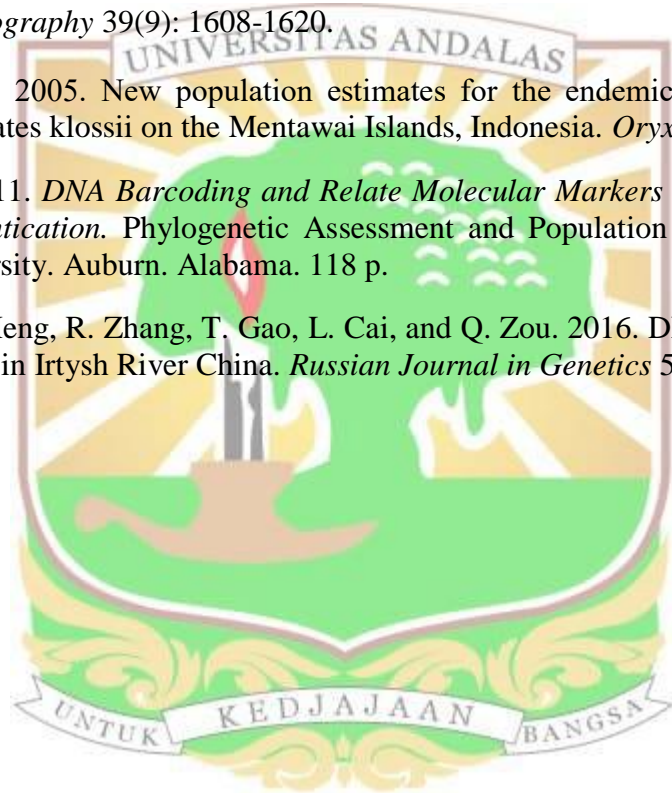 ography 39(9): 1608-1620.
UNIVERSITAS ANDALAS
2005. New population estimates for the endemic
ates klossii on the Mentawai Islands, Indonesia. Oryx
11. DNA Barcoding and Relate Molecular Markers
ntication. Phylogenetic Assessment and Population
rsity. Auburn. Alabama. 118 p.
eng, R. Zhang, T. Gao, L. Cai, and Q. Zou. 2016. D
in Irtysh River China. Russian Journal in Genetics 5
UNTUK KEDJAJAAN BANGSA